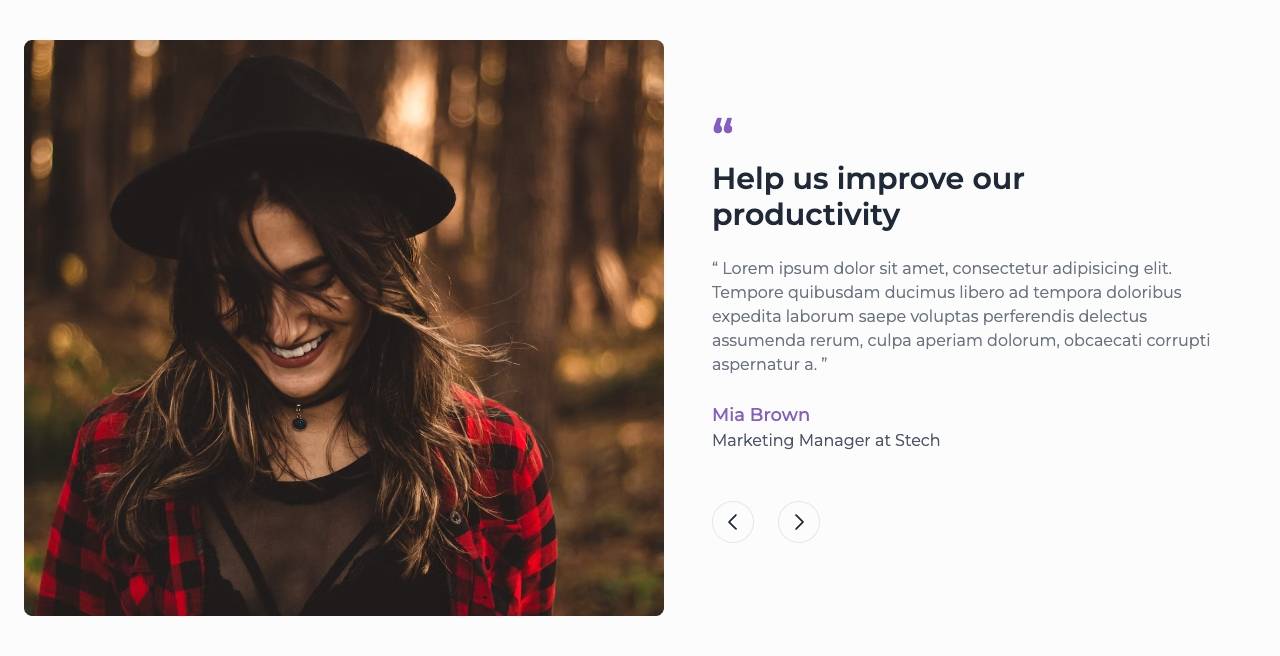 “
Help us improve our
productivity
“ Lorem ipsum dolor sit amet, consectetur adipisicing elit.
Tempore quibusdam ducimus libero ad tempora doloribus
expedita laborum saepe voluptas perferendis delectus
assumenda rerum, culpa aperiam dolorum, obcaecati corrupti
aspernatur a. ”
Mia Brown
Marketing Manager at Stech